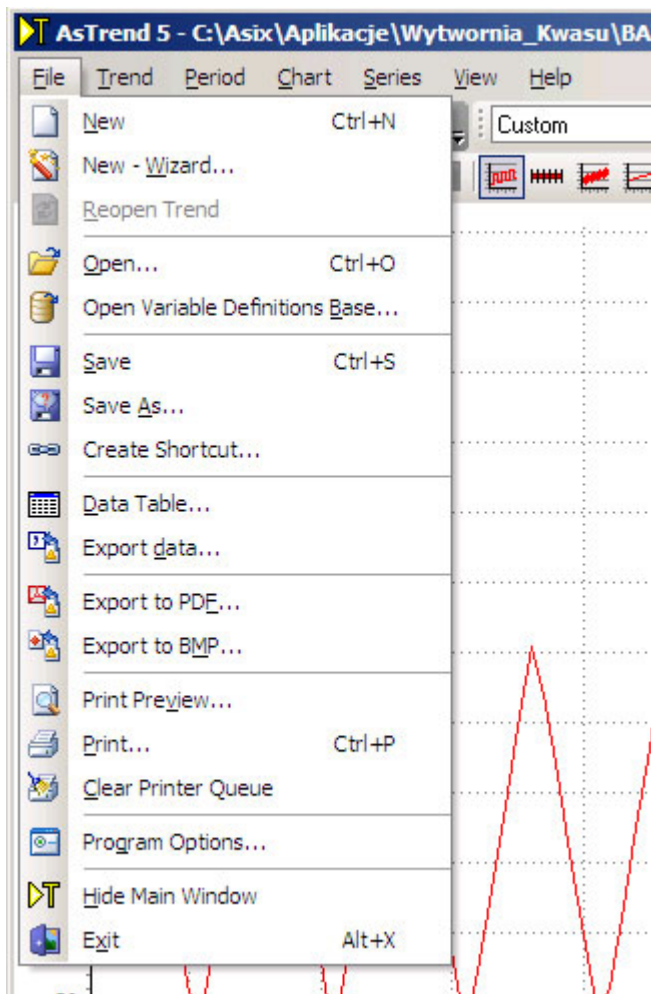 AsTrend 5 - C:\Asix\Aplikacje\Wytwornia_Kwasu\BA
File Trend Period Chart Series View Help
Custom
New Ctrl+N
New - Wizard...
Reopen Trend
Open... Ctrl+O
Open Variable Definitions Base...
Save Ctrl+S
Save As...
Create Shortcut...
Data Table...
Export data...
Export to PDF...
Export to BMP...
Print Preview...
Print... Ctrl+P
Clear Printer Queue
Program Options...
Hide Main Window
Exit Alt+X